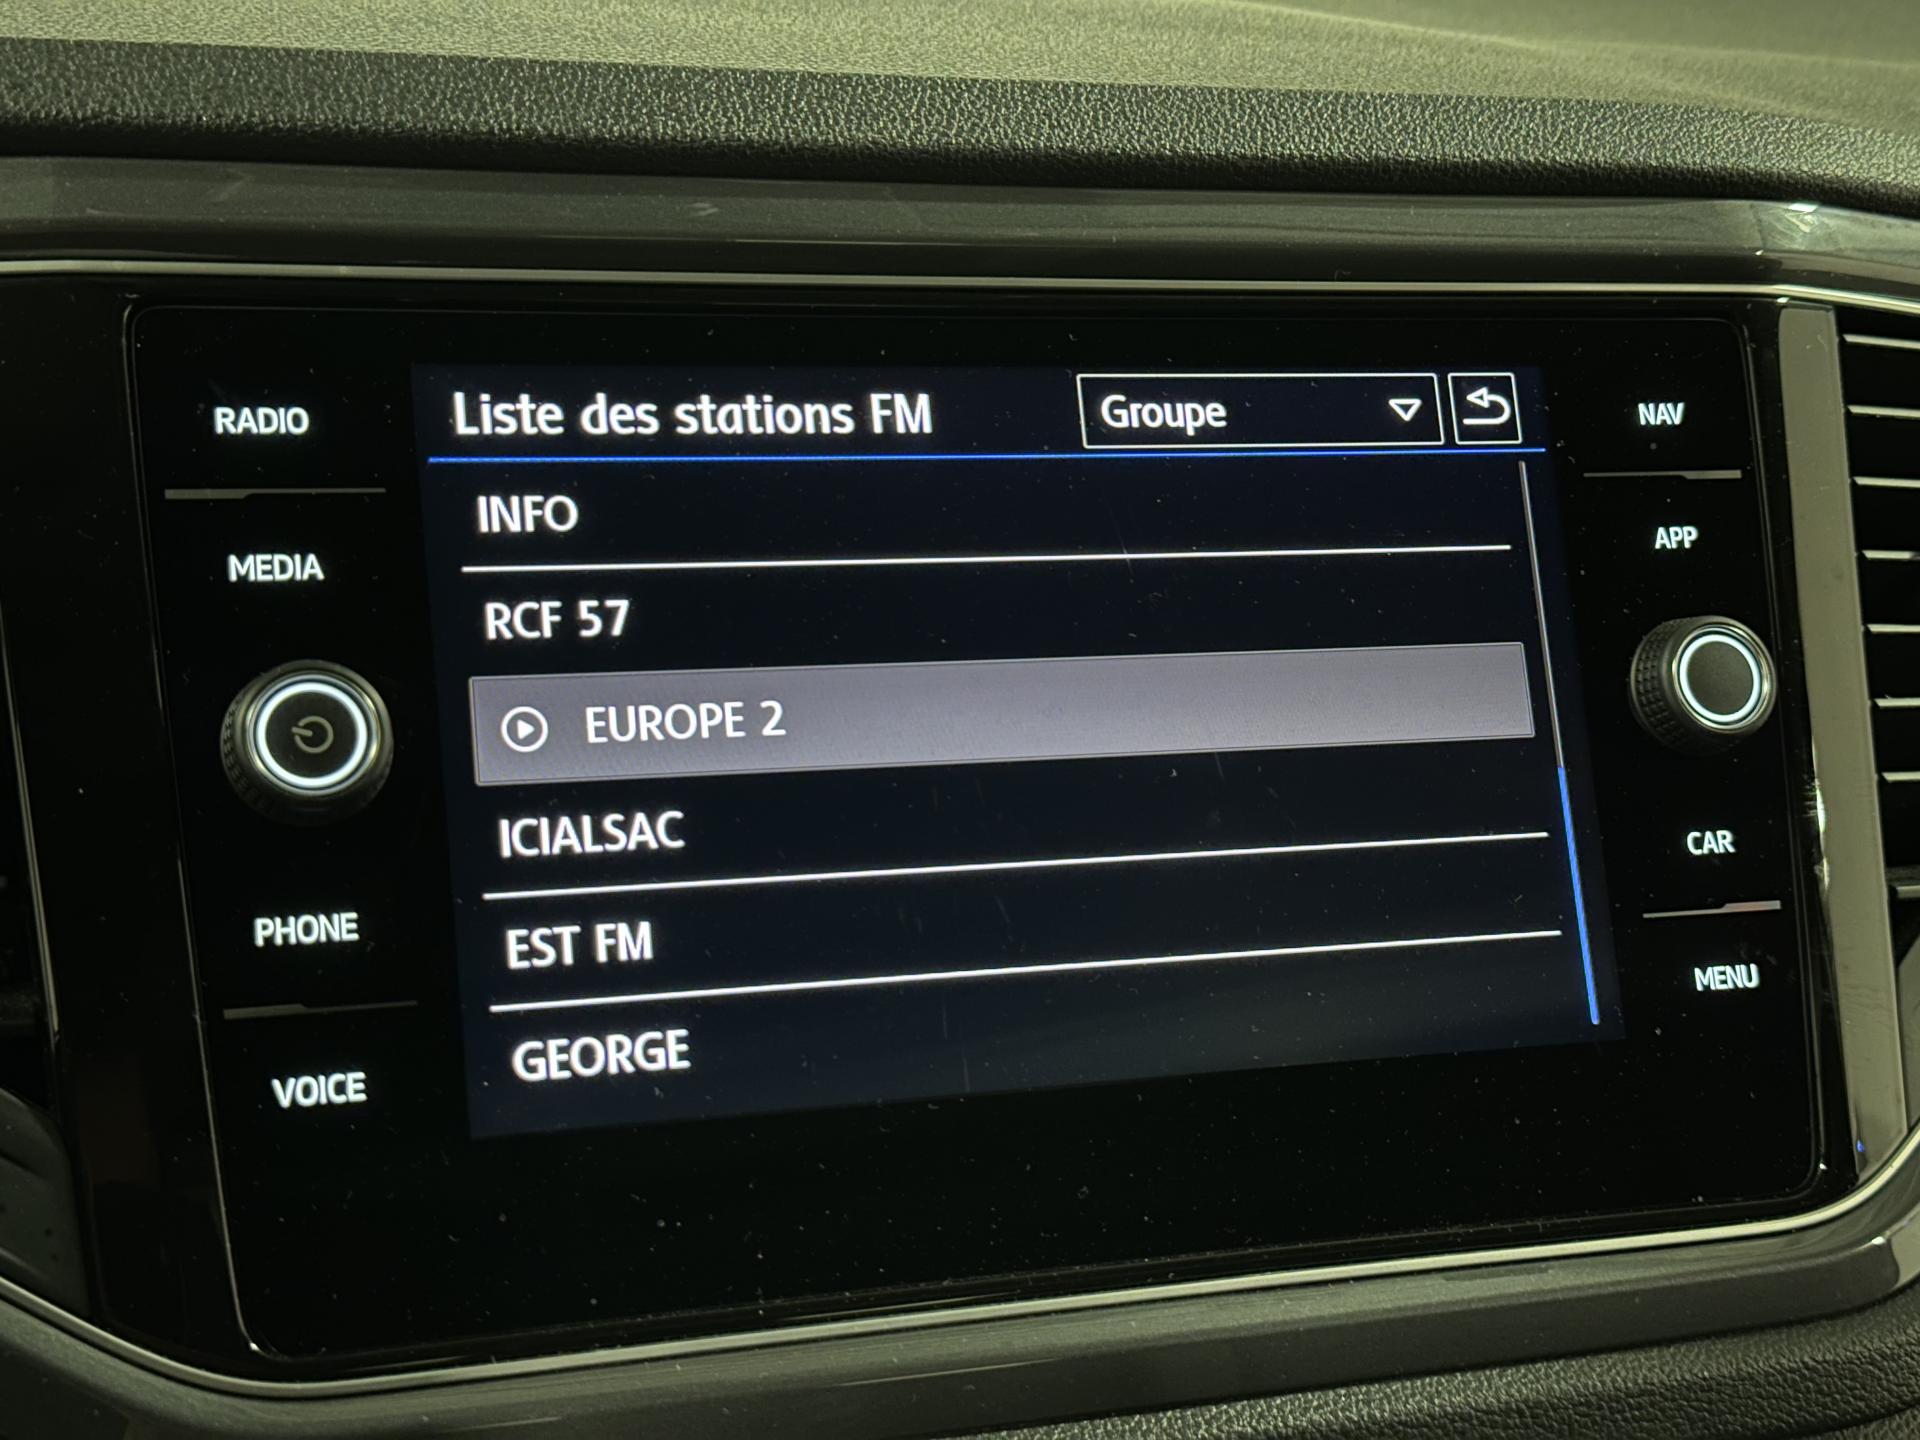 RADIO
MEDIA
PHONE
VOICE
Liste des stations FM
Groupe
INFO
RCF 57
EUROPE 2
ICIALSAC
EST FM
GEORGE
NAV
APP
CAR
MENU